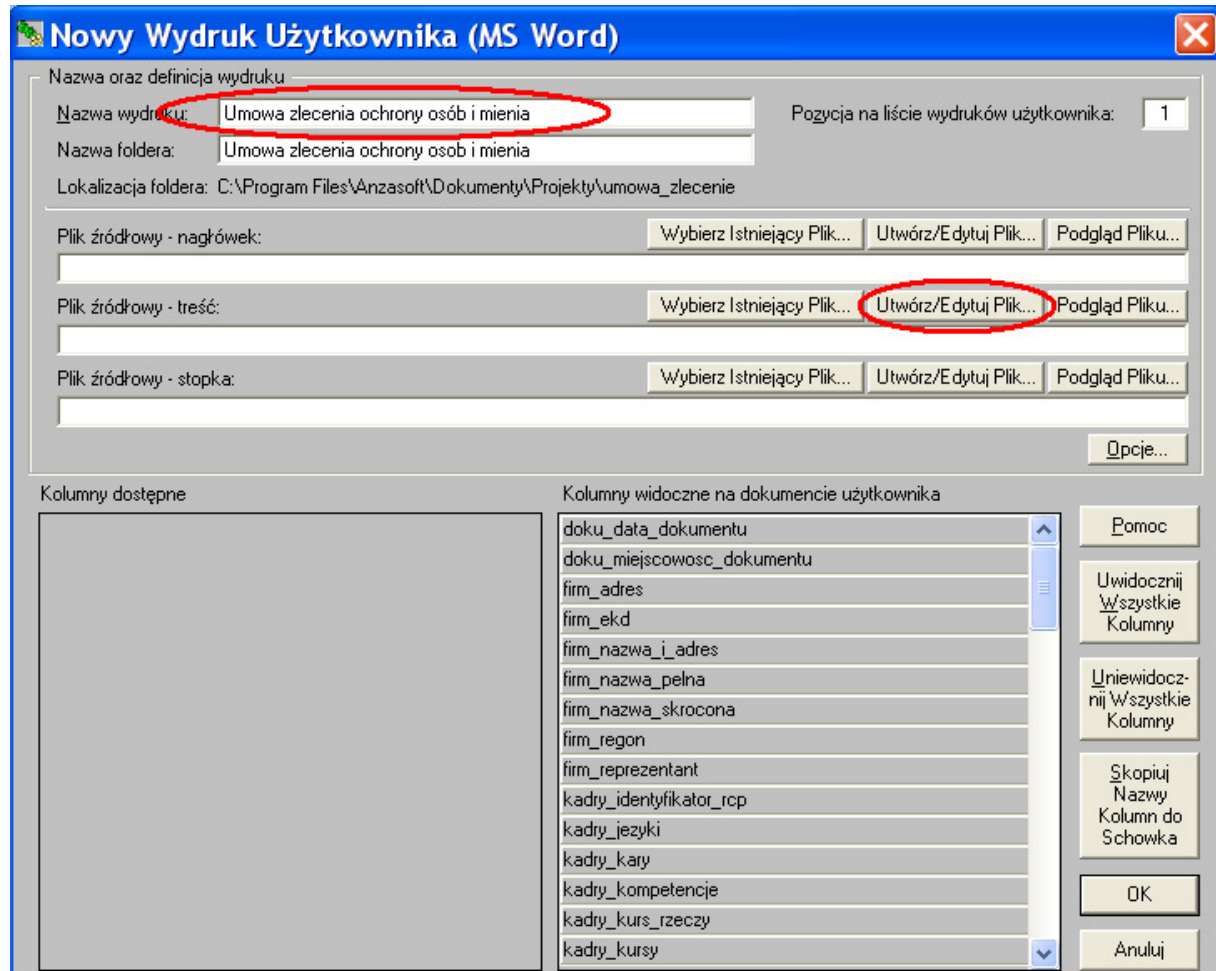 Nowy Wydruk Użytkownika (MS Word)
Nazwa oraz definicja wydruku
Nazwa wydruku: Umowa zlecenia ochrony osób i mienia Pozycja na liście wydruków użytkownika: 1
Nazwa foldera: Umowa zlecenia ochrony osob i mienia
Lokalizacja foldera: C:\Program Files\Anzasoft\Dokumenty\Projekty\umowa_zlecenie
Plik źródłowy - nagłówek: Wybierz Istniejący Plik... Utwórz/Edytuj Plik... Podgląd Pliku...
Plik źródłowy - treść: Wybierz Istniejący Plik... Utwórz/Edytuj Plik... Podgląd Pliku...
Plik źródłowy - stopka: Wybierz Istniejący Plik... Utwórz/Edytuj Plik... Podgląd Pliku...
Opcje...
Kolumny dostępne
Kolumny widoczne na dokumencie użytkownika
doku_data_dokumentu
doku_miejscowosc_dokumentu
firm_adres
firm_ekd
firm_nazwa_i_adres
firm_nazwa_pelna
firm_nazwa_skrocona
firm_regon
firm_reprezentant
kadry_identyfikator_rcp
kadry_jezyki
kadry_kary
kadry_kompetencje
kadry_kurs_rzeczy
kadry_kursy
Pomoc
Uwidocznij
Wszystkie
Kolumny
Uniewidocz-
nij Wszystkie
Kolumny
Skopiuj
Nazwy
Kolumn do
Schowka
OK
Anuluj